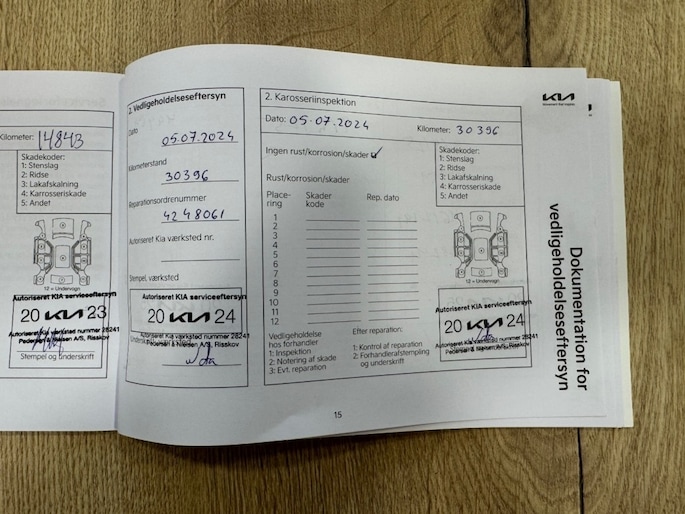 Kilometer: 14843
Skadekoder:
1: Stenslag
2: Ridse
3: Lakafskalning
4: Karrosseriskade
5: Andet
12 = Undervogn
Autoriseret KIA serviceeftersyn
20 KIA 23
Autoriseret KIA værksted nummer 28241
Pedersen & Nielsen A/S, Risskov
Stempel og underskrift
2. Vedligeholdelseseftersyn
Dato
05.07.2024
Kilometerstand
30396
Reparationsordrenummer
4248061
Autoriseret Kia værksted nr.
Stempel, værksted
Autoriseret KIA serviceeftersyn
20 KIA 24
Autoriseret KIA værksted nummer 28241
Pedersen & Nielsen A/S, Risskov
2. Karosseriinspektion
Dato: 05.07.2024
Kilometer: 30396
Ingen rust/korrosion/skader
Rust/korrosion/skader
Place-
ring
Skader
kode
Rep. dato
1
2
3
4
5
6
7
8
9
10
11
12
Skadekoder:
1: Stenslag
2: Ridse
3: Lakafskalning
4: Karrosseriskade
5: Andet
12 = Undervogn
Autoriseret KIA serviceeftersyn
20 KIA 24
Autoriseret KIA værksted nummer 28241
Pedersen & Nielsen A/S, Risskov
Vedligeholdelse
hos forhandler
1: Inspektion
2: Notering af skade
3: Evt. reparation
Efter reparation:
1: Kontrol af reparation
2: Forhandlerafstempling
og underskrift
15
KIA
Movement that inspires
Dokumentation for
vedligeholdelseseftersyn